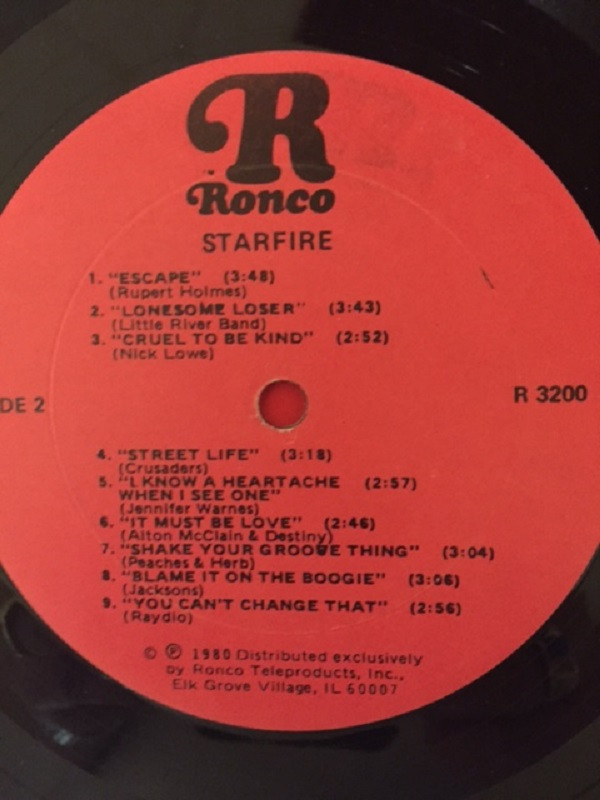 R
Ronco
STARFIRE
1. "ESCAPE" (3:48)
(Rupert Holmes)
2. "LONESOME LOSER" (3:43)
(Little River Band)
3. "CRUEL TO BE KIND" (2:52)
(Nick Lowe)
DE 2
R 3200
4. "STREET LIFE" (3:18)
(Crusaders)
5. "I KNOW A HEARTACHE (2:57)
WHEN I SEE ONE"
(Jennifer Warnes)
6. "IT MUST BE LOVE" (2:46)
(Alton McClain & Destiny)
7. "SHAKE YOUR GROOVE THING" (3:04)
(Peaches & Herb)
8. "BLAME IT ON THE BOOGIE" (3:06)
(Jacksons)
9. "YOU CAN'T CHANGE THAT" (2:56)
(Raydio)
© ℗ 1980 Distributed exclusively
by Ronco Teleproducts, Inc.,
Elk Grove Village, IL 60007